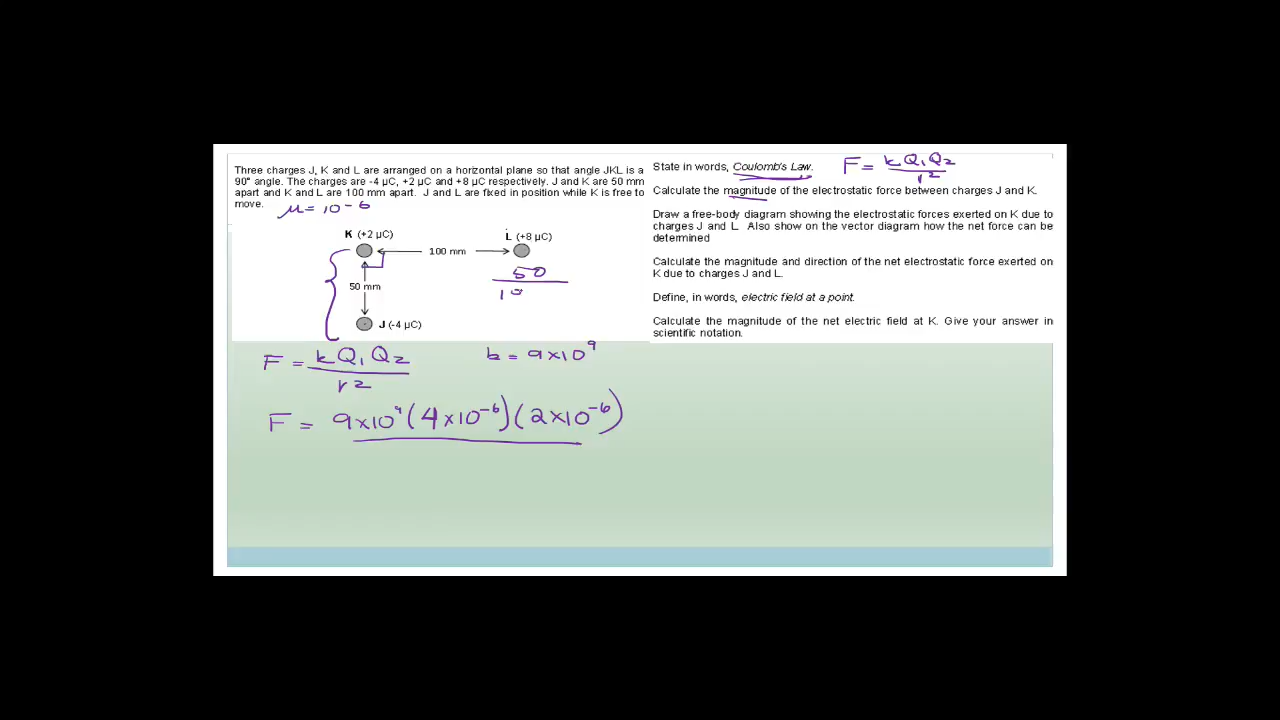 Three charges J, K and L are arranged on a horizontal plane so that angle JKL is a
90° angle. The charges are -4 µC, +2 µC and +8 µC respectively. J and K are 50 mm
apart and K and L are 100 mm apart. J and L are fixed in position while K is free to
move.
µ = 10-6
K (+2 µC)
L (+8 µC)
100 mm
50 mm
J (-4 µC)
50
10
State in words, Coulomb's Law.
F = kQ1Q2
r2
Calculate the magnitude of the electrostatic force between charges J and K.
Draw a free-body diagram showing the electrostatic forces exerted on K due to
charges J and L. Also show on the vector diagram how the net force can be
determined
Calculate the magnitude and direction of the net electrostatic force exerted on
K due to charges J and L.
Define, in words, electric field at a point.
Calculate the magnitude of the net electric field at K. Give your answer in
scientific notation.
F = kQ1Q2
r2
k = 9×10^9
F = 9×10^9 (4×10^-6)(2×10^-6)